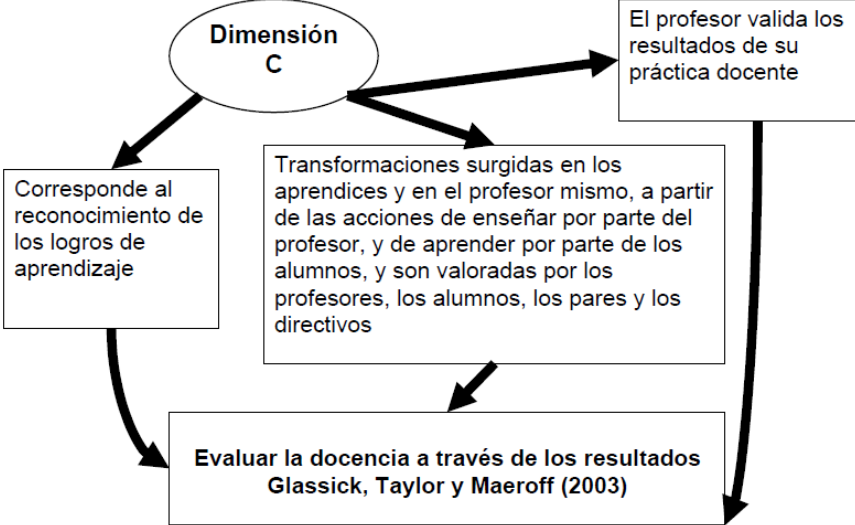 Dimensión
C
El profesor valida los
resultados de su
práctica docente
Corresponde al
reconocimiento de
los logros de
aprendizaje
Transformaciones surgidas en los
aprendices y en el profesor mismo, a partir
de las acciones de enseñar por parte del
profesor, y de aprender por parte de los
alumnos, y son valoradas por los
profesores, los alumnos, los pares y los
directivos
Evaluar la docencia a través de los resultados
Glassick, Taylor y Maeroff (2003)